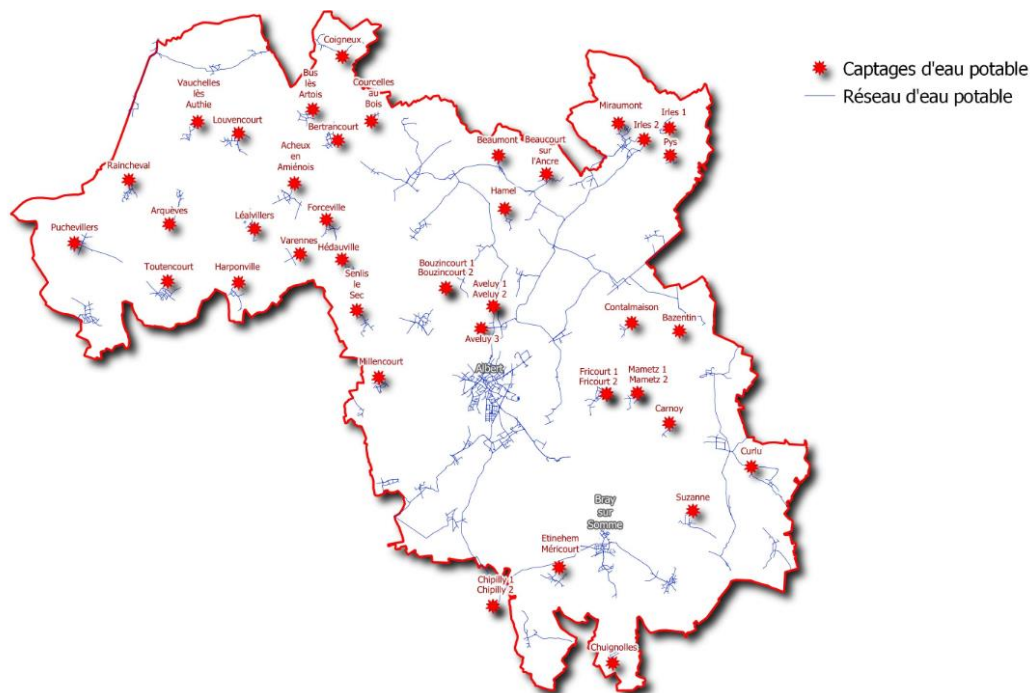 Captages d'eau potable
Réseau d'eau potable
Coigneux
Bus
lès
Artois
Courcelles
au
Bois
Vauchelles
lès
Authie
Louvencourt
Bertrancourt
Miraumont
Irles 1
Irles 2
Pys
Beaumont
Beaucourt
sur
l'Ancre
Acheux
en
Amiénois
Raincheval
Hamel
Arquèves
Léalvillers
Forceville
Puchevillers
Varennes
Hédauville
Toutencourt
Harponville
Senlis
le
Sec
Bouzincourt 1
Bouzincourt 2
Aveluy 1
Aveluy 2
Aveluy 3
Contalmaison
Bazentin
Millencourt
Albert
Fricourt 1
Fricourt 2
Mametz 1
Mametz 2
Carnoy
Curlu
Suzanne
Bray
sur
Somme
Etinehem
Méricourt
Chipilly 1
Chipilly 2
Chuignolles